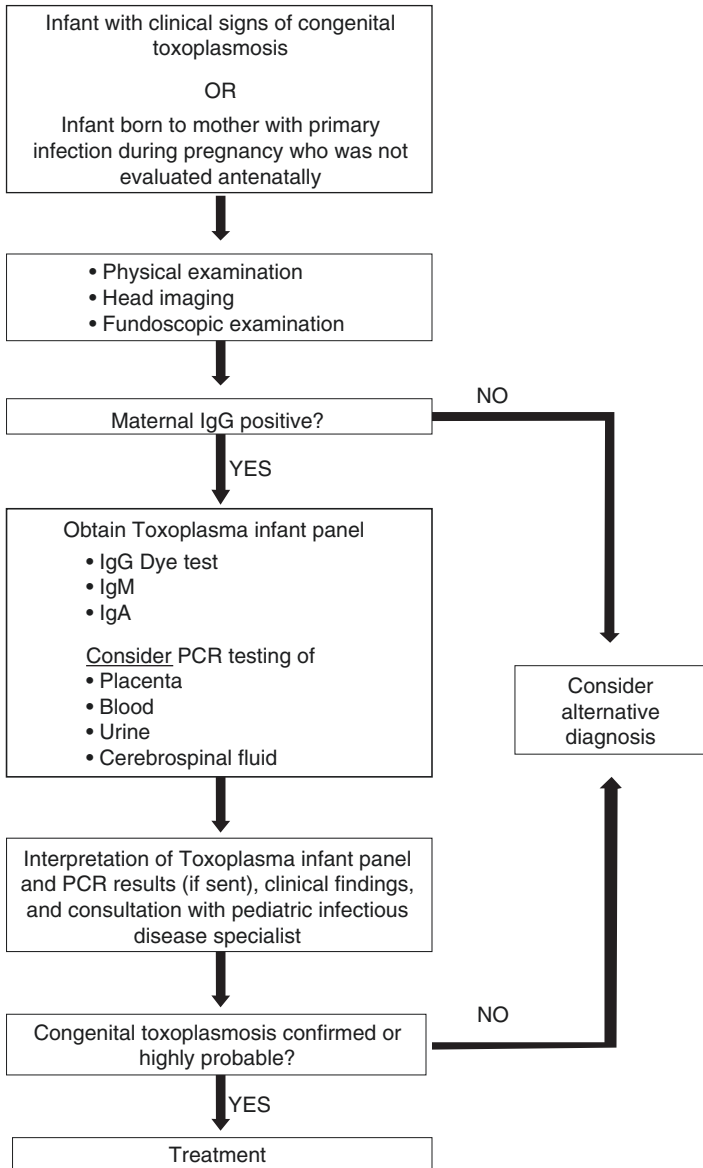 Infant with clinical signs of congenital
toxoplasmosis
OR
Infant born to mother with primary
infection during pregnancy who was not
evaluated antenatally
• Physical examination
• Head imaging
• Fundoscopic examination
Maternal IgG positive?
NO
YES
Obtain Toxoplasma infant panel
• IgG Dye test
• IgM
• IgA
Consider PCR testing of
• Placenta
• Blood
• Urine
• Cerebrospinal fluid
Consider
alternative
diagnosis
Interpretation of Toxoplasma infant panel
and PCR results (if sent), clinical findings,
and consultation with pediatric infectious
disease specialist
Congenital toxoplasmosis confirmed or
highly probable?
NO
YES
Treatment